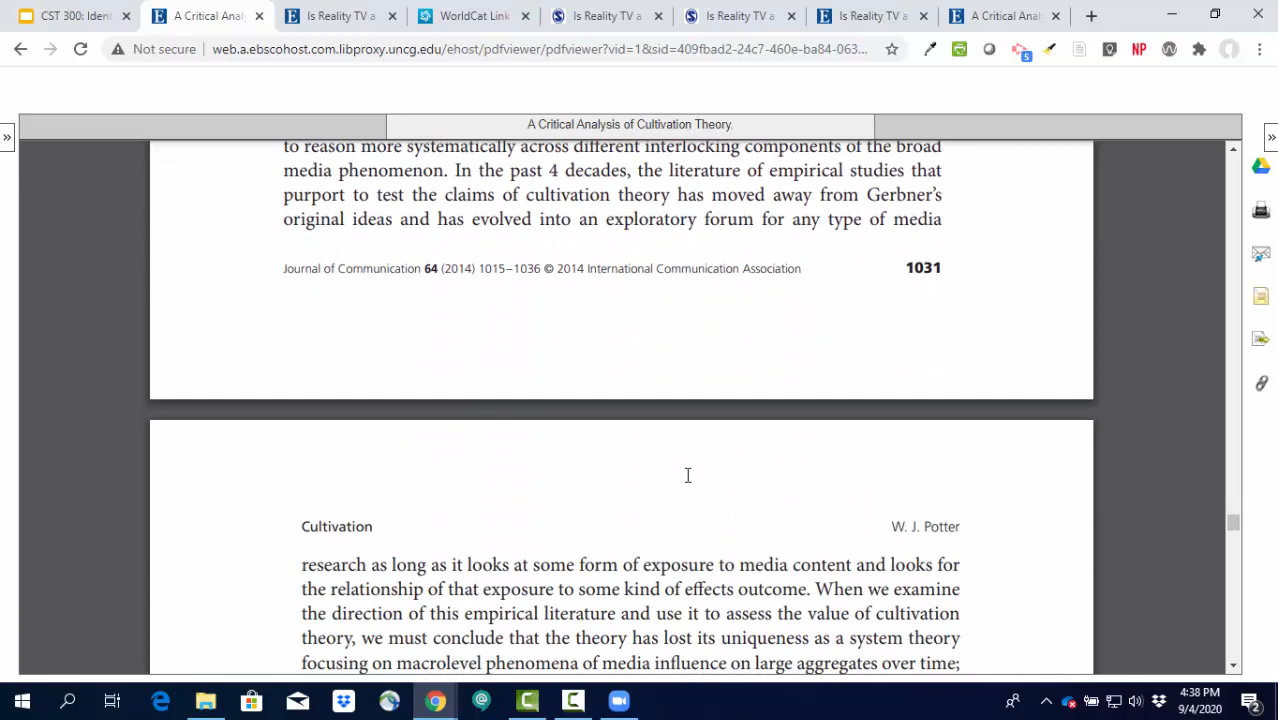 CST 300: Ident
A Critical Anal
Is Reality TV a
WorldCat Link
Is Reality TV a
Is Reality TV a
Is Reality TV a
A Critical Anal
Not secure
web.a.ebscohost.com.libproxy.uncg.edu/ehost/pdfviewer/pdfviewer?vid=1&sid=409fbad2-24c7-460e-ba84-063...
5
NP
A Critical Analysis of Cultivation Theory.
to reason more systematically across different interlocking components of the broad
media phenomenon. In the past 4 decades, the literature of empirical studies that
purport to test the claims of cultivation theory has moved away from Gerbner's
original ideas and has evolved into an exploratory forum for any type of media
Journal of Communication 64 (2014) 1015–1036 © 2014 International Communication Association
1031
Cultivation
W. J. Potter
research as long as it looks at some form of exposure to media content and looks for
the relationship of that exposure to some kind of effects outcome. When we examine
the direction of this empirical literature and use it to assess the value of cultivation
theory, we must conclude that the theory has lost its uniqueness as a system theory
focusing on macrolevel phenomena of media influence on large aggregates over time;
4:38 PM
9/4/2020
2